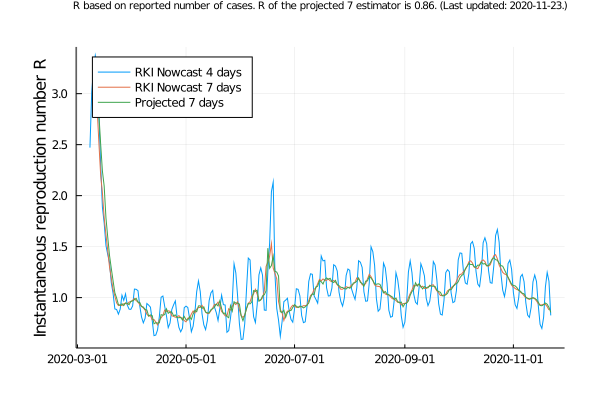 R based on reported number of cases. R of the projected 7 estimator is 0.86. (Last updated: 2020-11-23.)
Instantaneous reproduction number R
RKI Nowcast 4 days
RKI Nowcast 7 days
Projected 7 days
3.0
2.5
2.0
1.5
1.0
2020-03-01 2020-05-01 2020-07-01 2020-09-01 2020-11-01